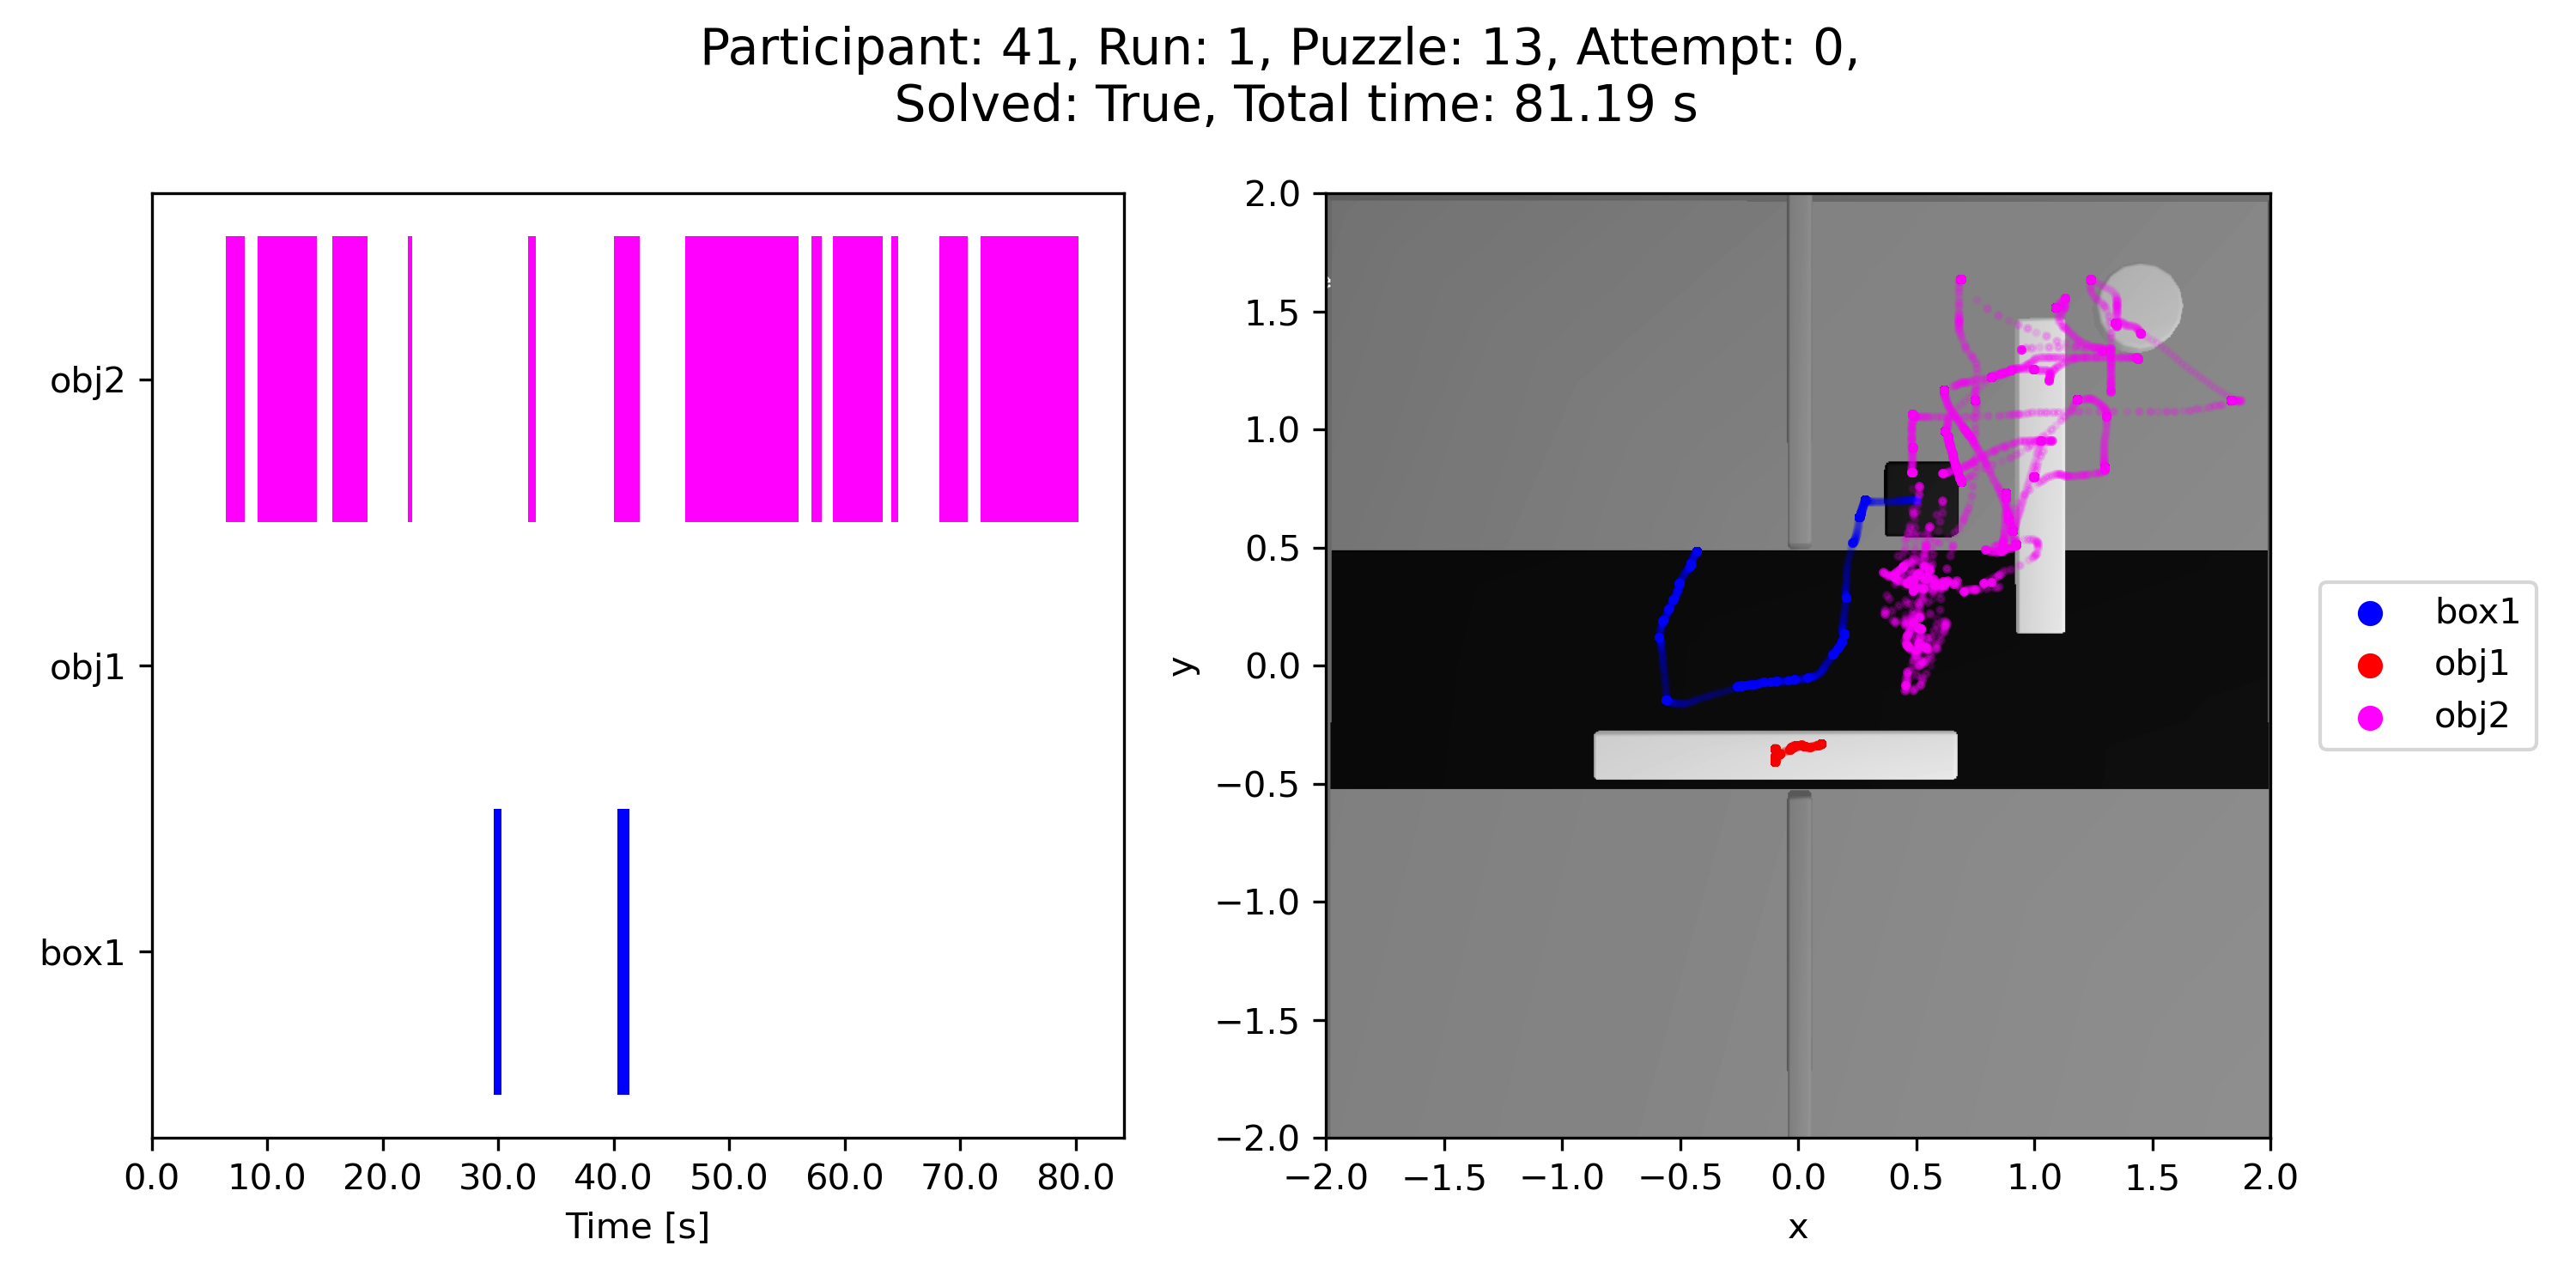 Participant: 41, Run: 1, Puzzle: 13, Attempt: 0,
Solved: True, Total time: 81.19 s
obj2
obj1
box1
0.0 10.0 20.0 30.0 40.0 50.0 60.0 70.0 80.0
Time [s]
2.0
1.5
1.0
0.5
0.0
−0.5
−1.0
−1.5
−2.0
y
−2.0 −1.5 −1.0 −0.5 0.0 0.5 1.0 1.5 2.0
x
box1
obj1
obj2